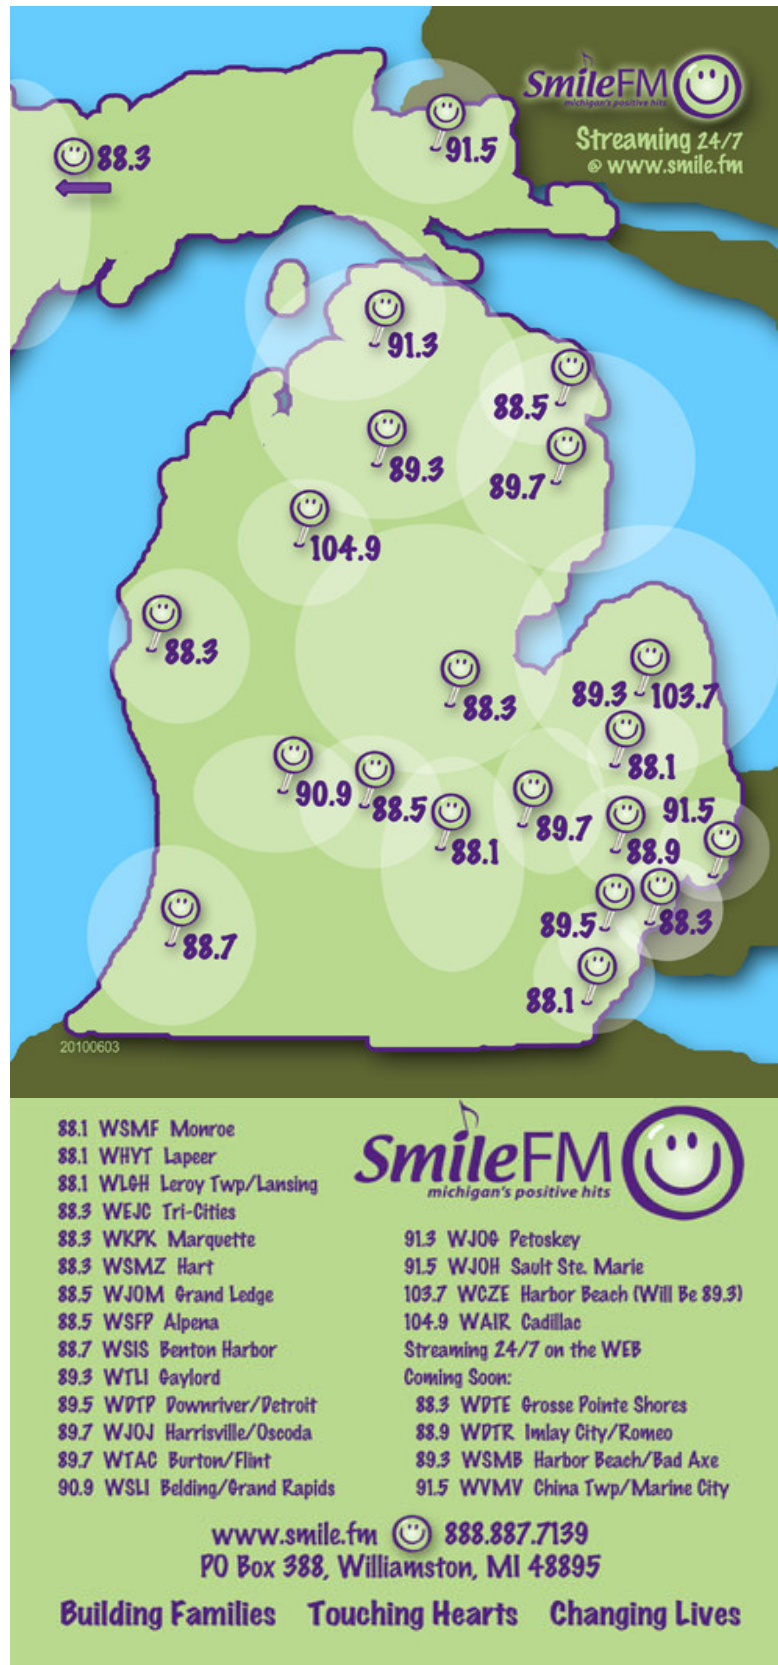 SmileFM
michigan's positive hits
Streaming 24/7
@ www.smile.fm
88.3
91.5
91.3
88.5
89.3
89.7
104.9
88.3
88.3
89.3 103.7
88.1
90.9
88.5
88.1
89.7
91.5
88.9
89.5
88.3
88.7
88.1
20100603
SmileFM
michigan's positive hits
88.1 WSMF Monroe
88.1 WHYT Lapeer
88.1 WLGH Leroy Twp/Lansing
88.3 WEJC Tri-Cities
88.3 WKPK Marquette
88.3 WSMZ Hart
88.5 WJOM Grand Ledge
88.5 WSFP Alpena
88.7 WSIS Benton Harbor
89.3 WTLI Gaylord
89.5 WDTP Downriver/Detroit
89.7 WJOJ Harrisville/Oscoda
89.7 WTAC Burton/Flint
90.9 WSLI Belding/Grand Rapids
91.3 WJOG Petoskey
91.5 WJOH Sault Ste. Marie
103.7 WCZE Harbor Beach (Will Be 89.3)
104.9 WAIR Cadillac
Streaming 24/7 on the WEB
Coming Soon:
88.3 WDTE Grosse Pointe Shores
88.9 WDTR Imlay City/Romeo
89.3 WSMB Harbor Beach/Bad Axe
91.5 WVMV China Twp/Marine City
www.smile.fm 888.887.7139
PO Box 388, Williamston, MI 48895
Building Families Touching Hearts Changing Lives